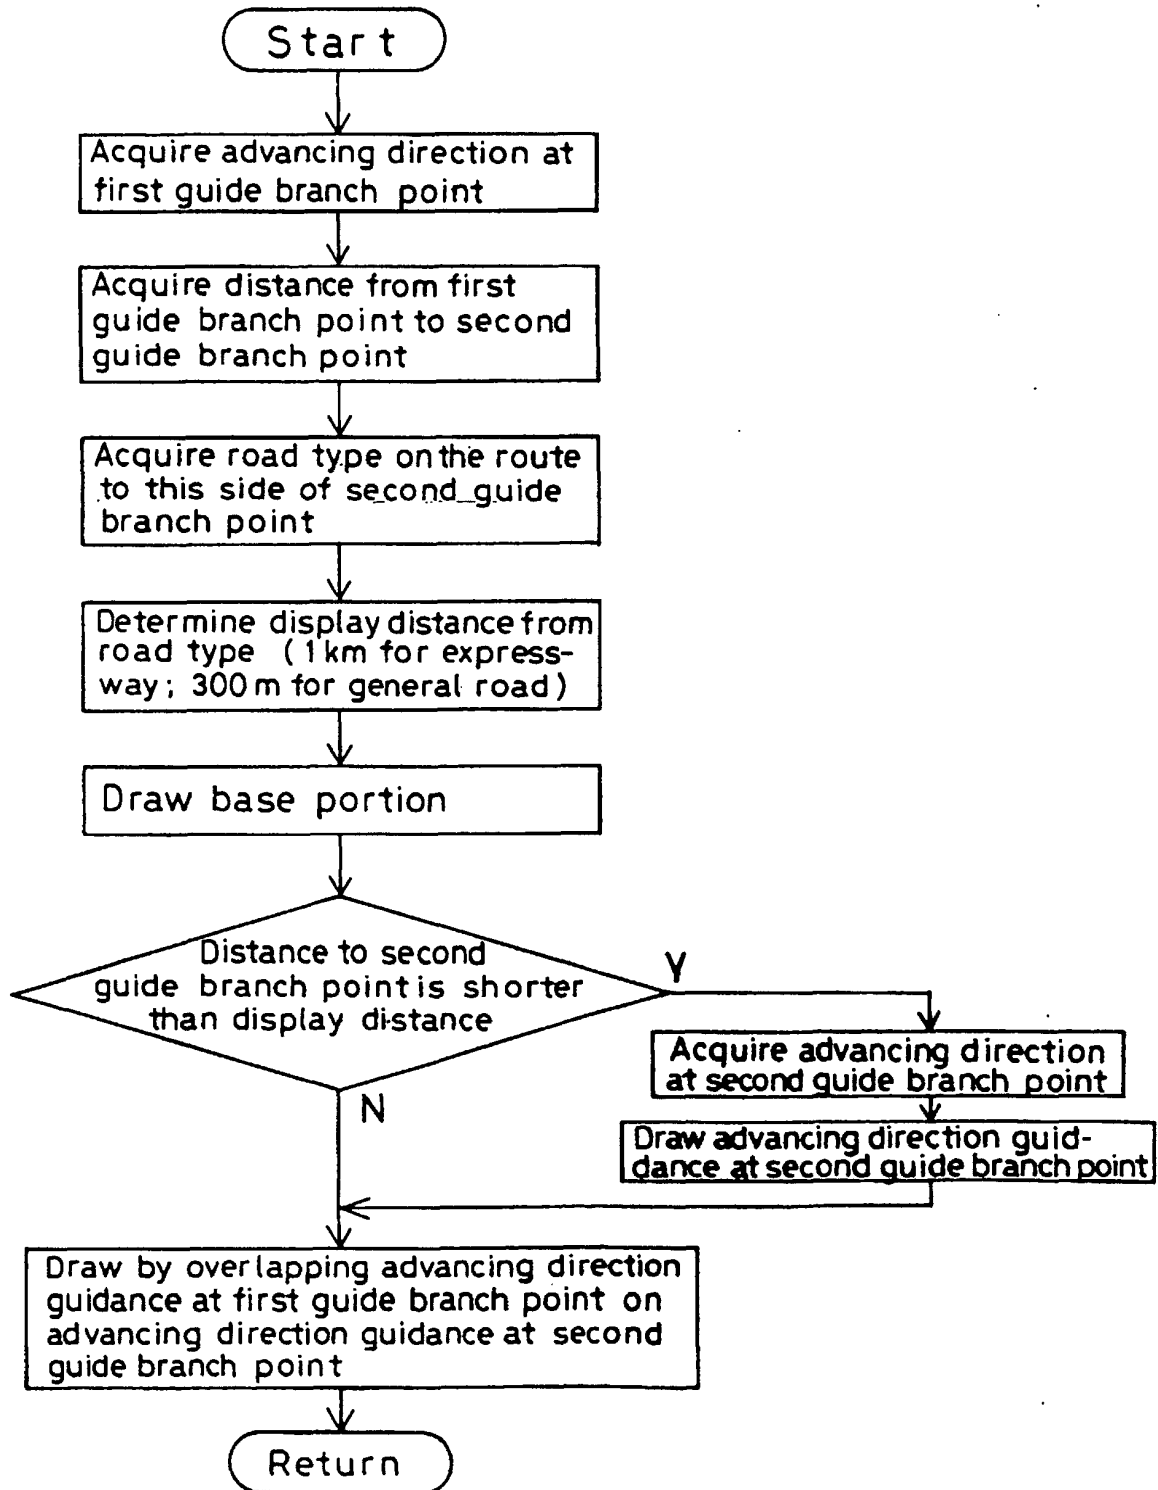 Start
Acquire advancing direction at
first guide branch point
Acquire distance from first
guide branch point to second
guide branch point
Acquire road type on the route
to this side of second guide
branch point
Determine display distance from
road type (1km for express-
way; 300m for general road)
Draw base portion
Distance to second
guide branch point is shorter
than display distance
Y
Acquire advancing direction
at second guide branch point
Draw advancing direction gui-
dance at second guide branch point
N
Draw by overlapping advancing direction
guidance at first guide branch point on
advancing direction guidance at second
guide branch point
Return